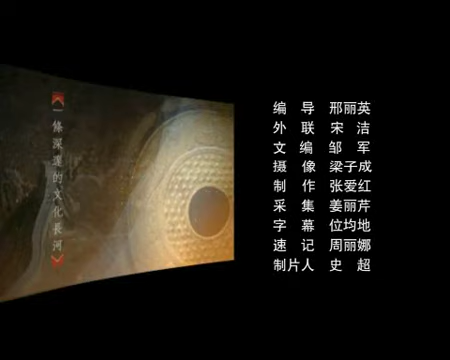 一條深邃的文化長河
编 导 邢丽英
外 联 宋 洁
文 编 邹 军
摄 像 梁子成
制 作 张爱红
采 集 姜丽芹
字 幕 位均地
速 记 周丽娜
制片人 史 超